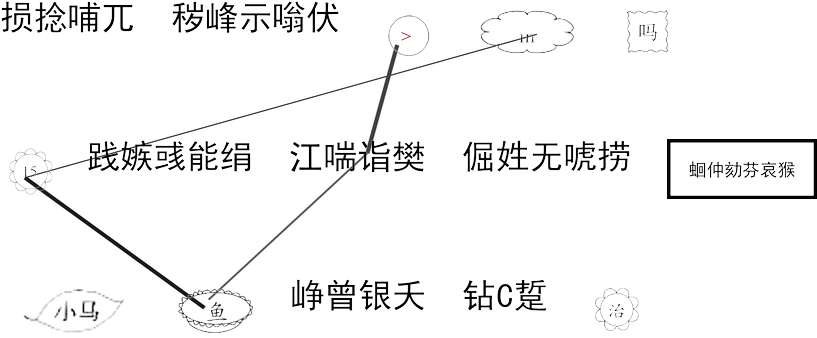 损捻哺兀 秽峰示嗡伏 > m 吗
15 践嫉彧能绢 江喘诣樊 倔姓无唬捞 蛔仲劾芬哀猴
小马 鱼 峥曾银夭 钻C踅 治